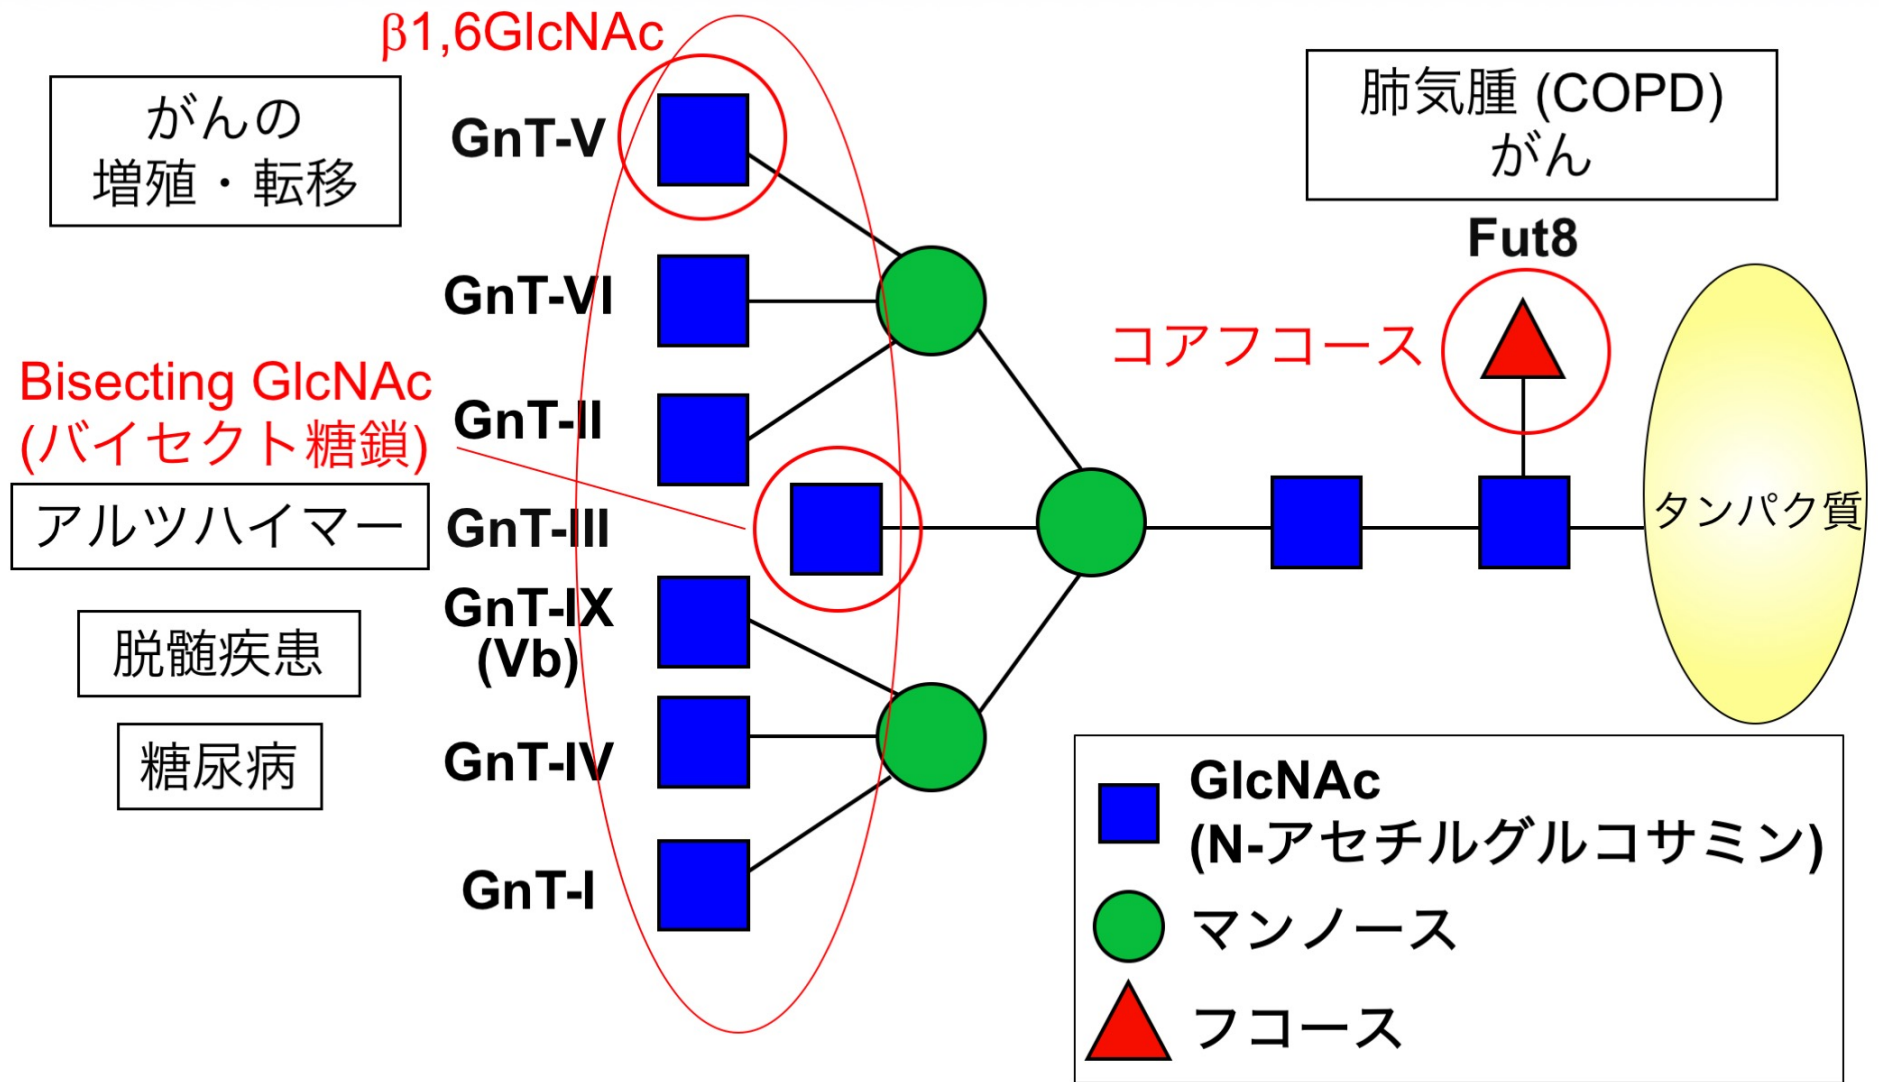 β1,6GlcNAc
がんの
増殖・転移
GnT-V
肺気腫 (COPD)
がん
Fut8
GnT-VI
コアフコース
Bisecting GlcNAc
(バイセクト糖鎖)
GnT-II
アルツハイマー
GnT-III
タンパク質
GnT-IX
(Vb)
脱髄疾患
糖尿病
GnT-IV
GnT-I
GlcNAc
(N-アセチルグルコサミン)
マンノース
フコース